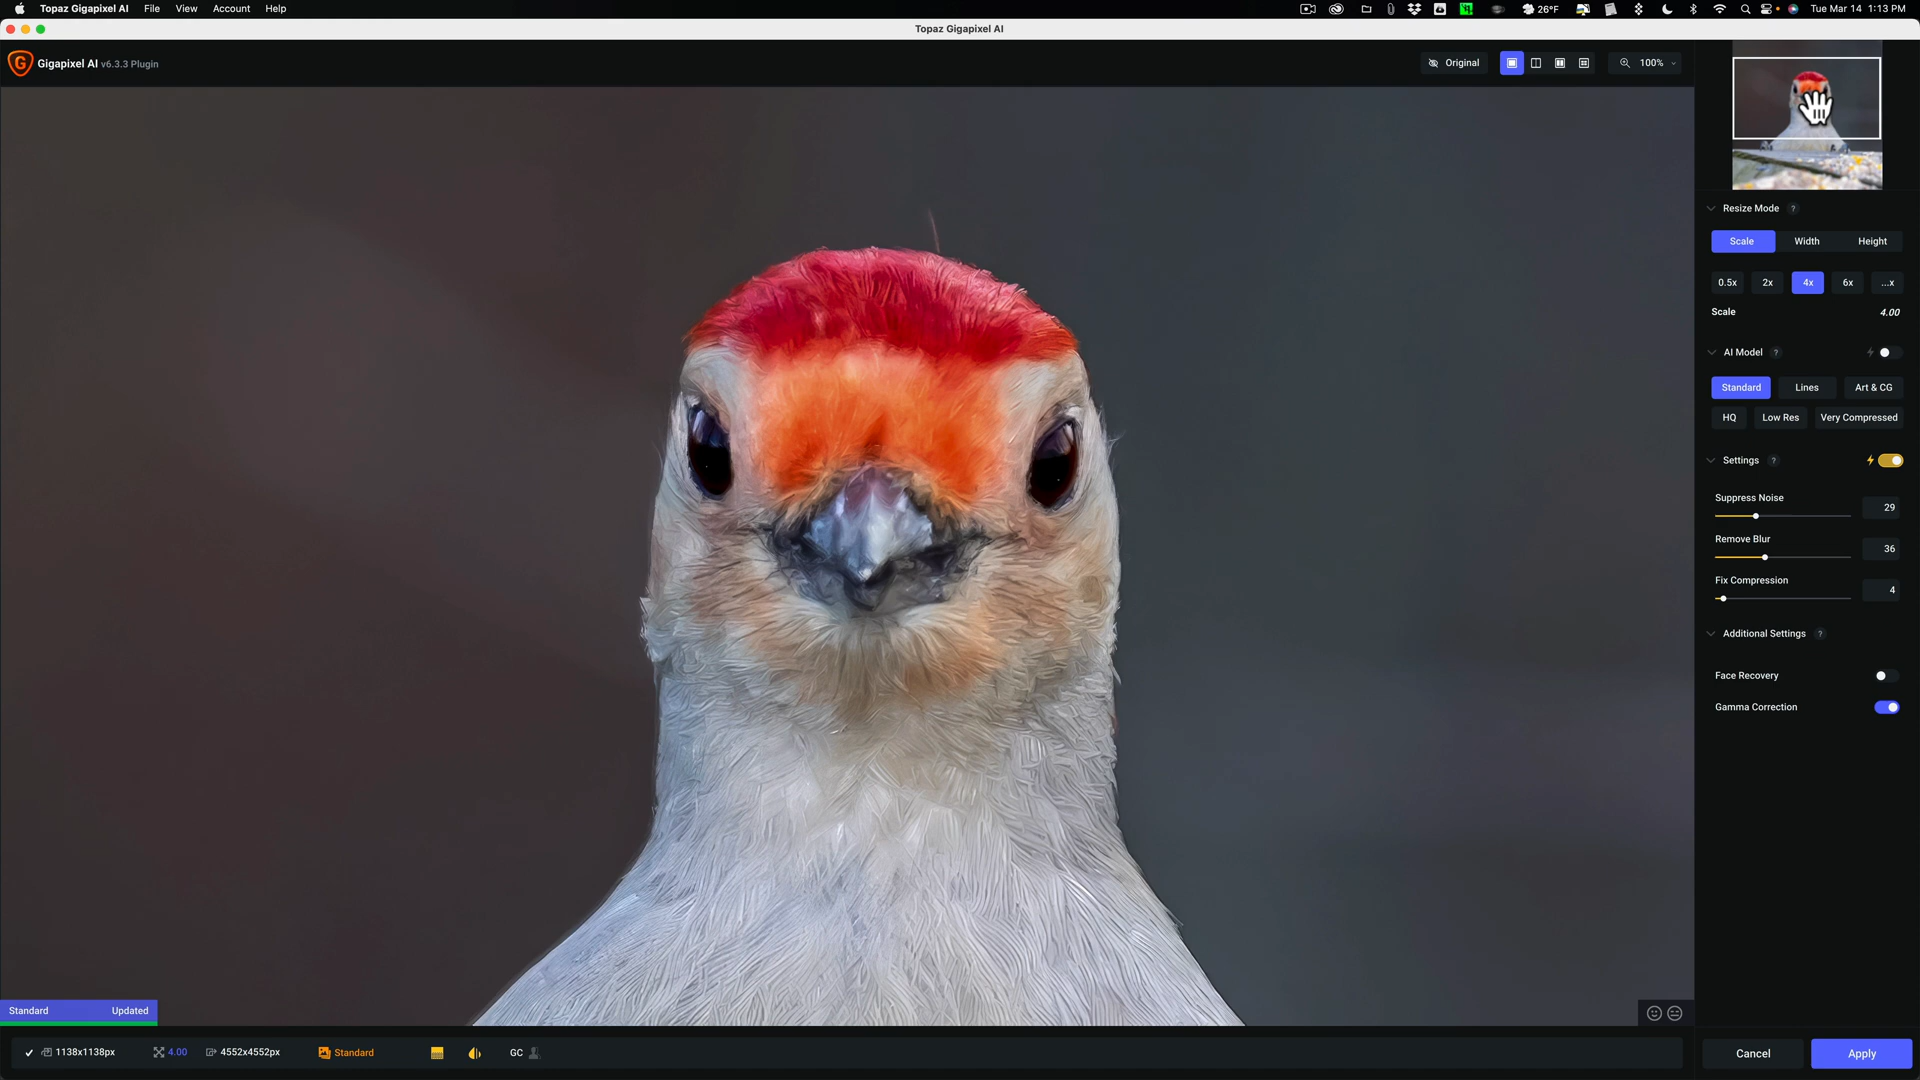 Topaz Gigapixel AI File View Account Help 26°F Tue Mar 14 1:13 PM
Topaz Gigapixel AI
G Gigapixel AI v6.3.3 Plugin Original 100%
Resize Mode ?
Scale Width Height
0.5x 2x 4x 6x ...x
Scale 4.00
AI Model ?
Standard Lines Art & CG
HQ Low Res Very Compressed
Settings ?
Suppress Noise 29
Remove Blur 36
Fix Compression 4
Additional Settings ?
Face Recovery
Gamma Correction
Standard Updated
1138x1138px 4.00 4552x4552px Standard GC
Cancel Apply